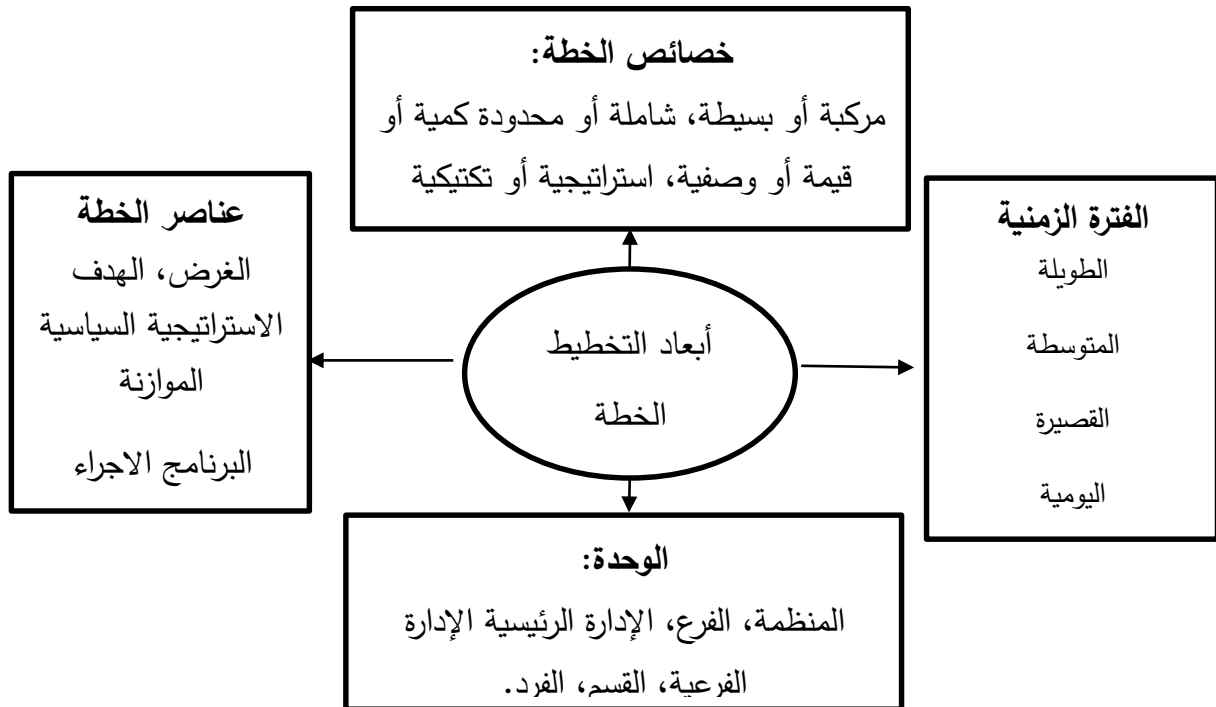 خصائص الخطة:
مركبة أو بسيطة، شاملة أو محدودة كمية أو
قيمة أو وصفية، استراتيجية أو تكتيكية
الفترة الزمنية
الطويلة
المتوسطة
القصيرة
اليومية
أبعاد التخطيط
الخطة
عناصر الخطة
الغرض، الهدف
الاستراتيجية السياسية
الموازنة
البرنامج الاجراء
الوحدة:
المنظمة، الفرع، الإدارة الرئيسية الإدارة
الفرعية، القسم، الفرد.